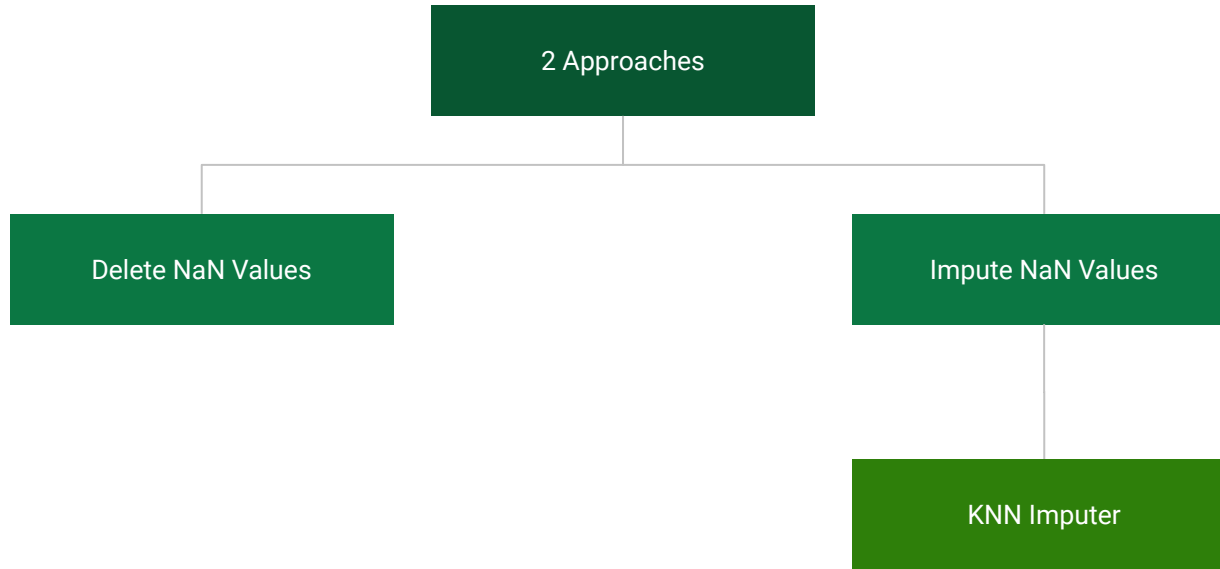 2 Approaches
Delete NaN Values
Impute NaN Values
KNN Imputer